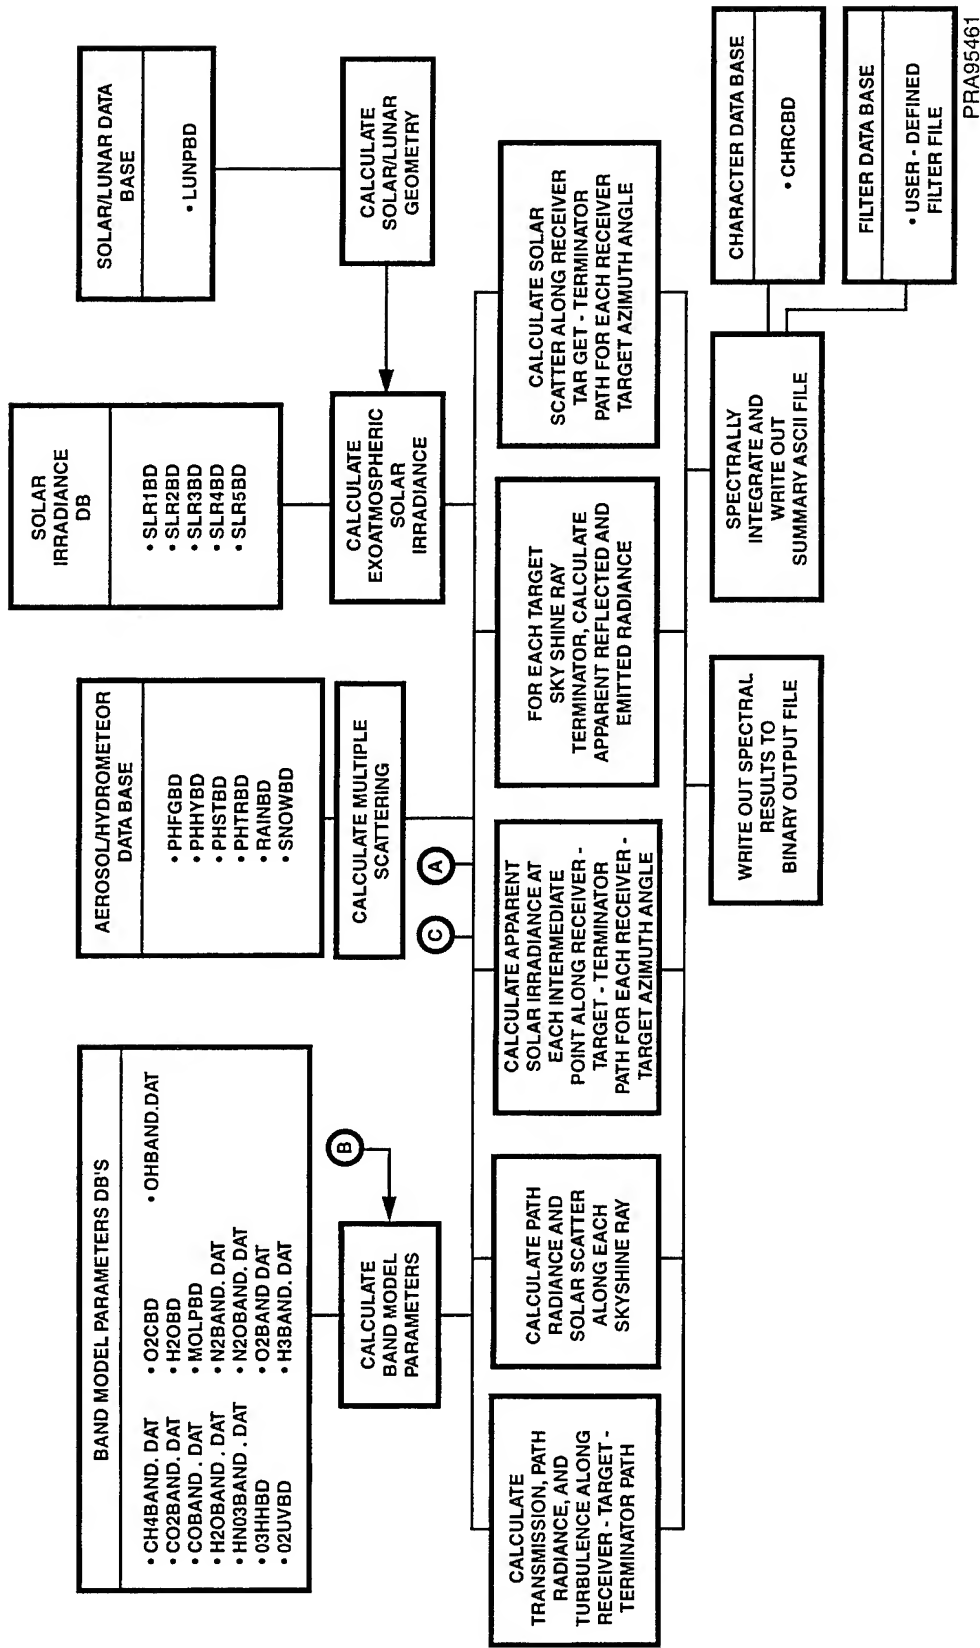 BAND MODEL PARAMETERS DB'S
• CH4BAND. DAT
• CO2BAND. DAT
• COBAND . DAT
• H2OBAND. DAT
• HN03BAND . DAT
• 03HHBD
• 02UVBD
• O2CBD
• H2OBD
• MOLPBD
• N2BAND. DAT
• N2OBAND. DAT
• O2BAND DAT
• H3BAND. DAT
• OHBAND.DAT
AEROSOL/HYDROMETEOR
DATA BASE
• PHFGBD
• PHHYBD
• PHSTBD
• PHTRBD
• RAINBD
• SNOWBD
SOLAR
IRRADIANCE
DB
• SLR1BD
• SLR2BD
• SLR3BD
• SLR4BD
• SLR5BD
SOLAR/LUNAR DATA
BASE
• LUNPBD
CALCULATE
BAND MODEL
PARAMETERS
B
C
A
CALCULATE MULTIPLE
SCATTERING
CALCULATE
EXOATMOSPHERIC
SOLAR
IRRADIANCE
CALCULATE
SOLAR/LUNAR
GEOMETRY
CALCULATE
TRANSMISSION, PATH
RADIANCE, AND
TURBULENCE ALONG
RECEIVER - TARGET -
TERMINATOR PATH
CALCULATE PATH
RADIANCE AND
SOLAR SCATTER
ALONG EACH
SKYSHINE RAY
CALCULATE APPARENT
SOLAR IRRADIANCE AT
EACH INTERMEDIATE
POINT ALONG RECEIVER -
TARGET - TERMINATOR
PATH FOR EACH RECEIVER -
TARGET AZIMUTH ANGLE
FOR EACH TARGET
SKY SHINE RAY
TERMINATOR, CALCULATE
APPARENT REFLECTED AND
EMITTED RADIANCE
CALCULATE SOLAR
SCATTER ALONG RECEIVER
TAR GET - TERMINATOR
PATH FOR EACH RECEIVER
TARGET AZIMUTH ANGLE
WRITE OUT SPECTRAL
RESULTS TO
BINARY OUTPUT FILE
SPECTRALLY
INTEGRATE AND
WRITE OUT
SUMMARY ASCII FILE
CHARACTER DATA BASE
• CHRCBD
FILTER DATA BASE
• USER - DEFINED
FILTER FILE
PRA95461